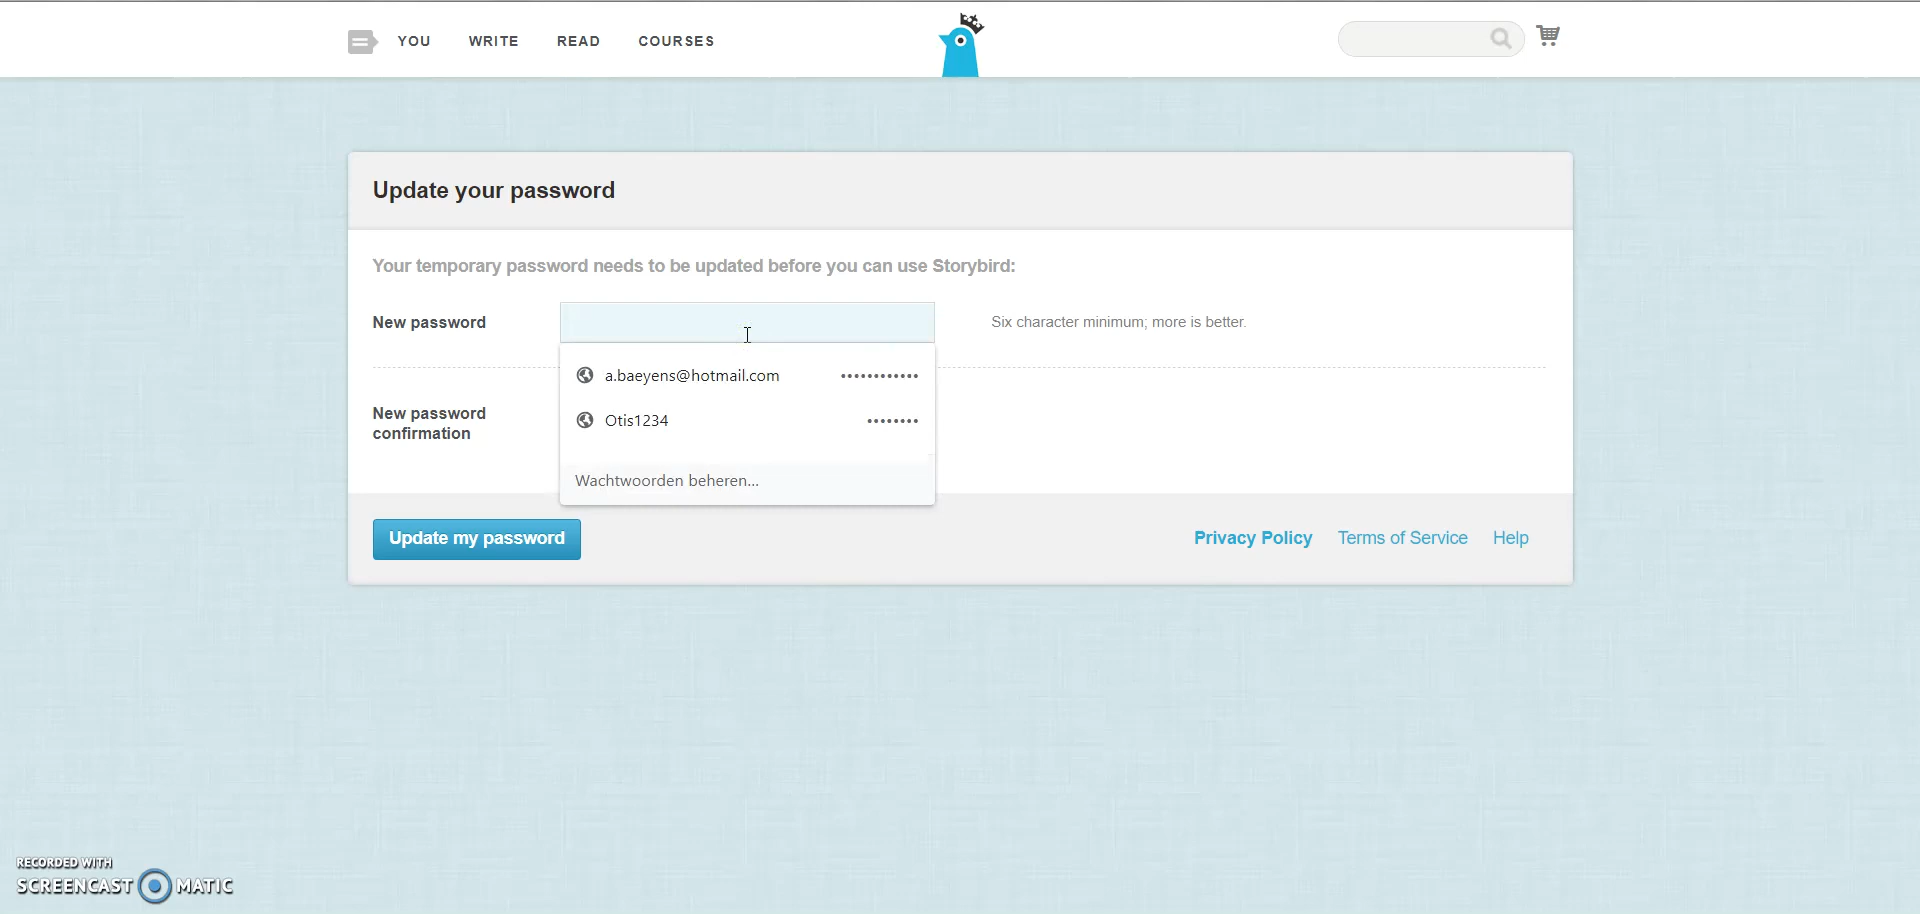 YOU WRITE READ COURSES
Update your password
Your temporary password needs to be updated before you can use Storybird:
New password
Six character minimum; more is better.
a.baeyens@hotmail.com ••••••••••••
Otis1234 ••••••••
New password
confirmation
Wachtwoorden beheren...
Update my password
Privacy Policy Terms of Service Help
RECORDED WITH
SCREENCAST MATIC